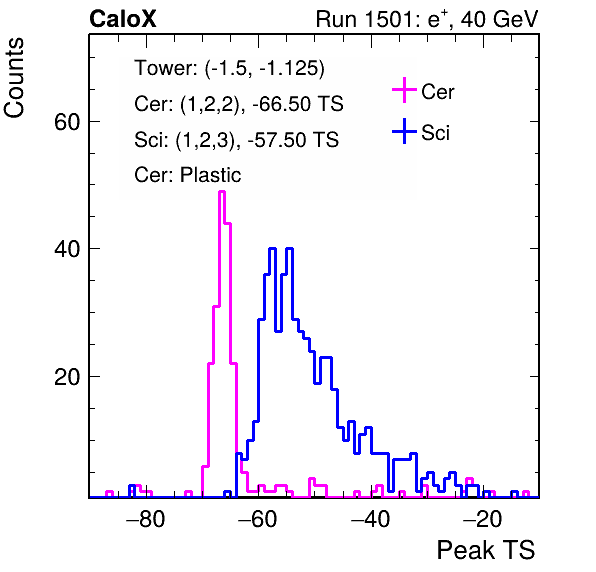 CaloX Run 1501: e⁺, 40 GeV
Counts
Tower: (-1.5, -1.125)
Cer: (1,2,2), -66.50 TS
Sci: (1,2,3), -57.50 TS
Cer: Plastic
Cer
Sci
60
40
20
−80 −60 −40 −20
Peak TS